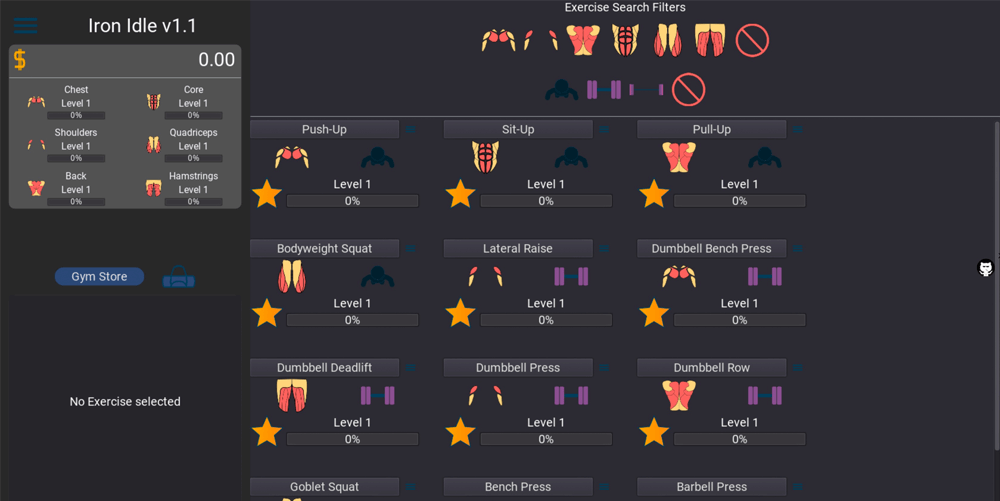 Iron Idle v1.1
$ 0.00
Chest Core
Level 1 Level 1
0% 0%
Shoulders Quadriceps
Level 1 Level 1
0% 0%
Back Hamstrings
Level 1 Level 1
0% 0%
Gym Store
No Exercise selected
Exercise Search Filters
Push-Up Sit-Up Pull-Up
Level 1 Level 1 Level 1
0% 0% 0%
Bodyweight Squat Lateral Raise Dumbbell Bench Press
Level 1 Level 1 Level 1
0% 0% 0%
Dumbbell Deadlift Dumbbell Press Dumbbell Row
Level 1 Level 1 Level 1
0% 0% 0%
Goblet Squat Bench Press Barbell Press